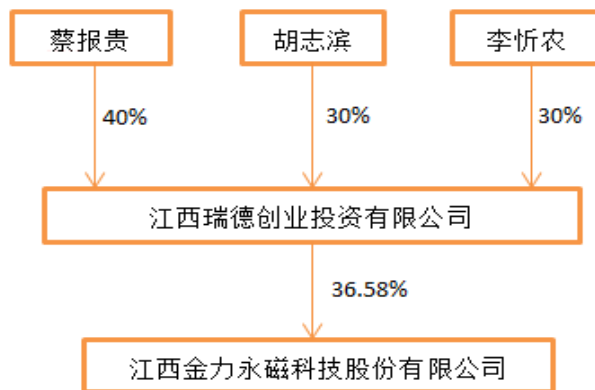 蔡报贵
胡志滨
李忻农
40%
30%
30%
江西瑞德创业投资有限公司
36.58%
江西金力永磁科技股份有限公司